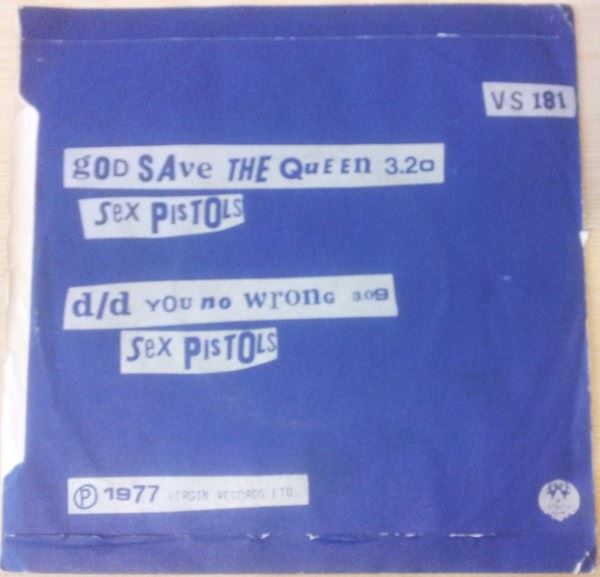 VS 181
gOD SAve THE QuEEn 3.20
Sex PisTOLS
d/d YOU no wrong 3.09
Sex PisTOLS
Ⓟ 1977 VIRGIN RECORDS LTD.